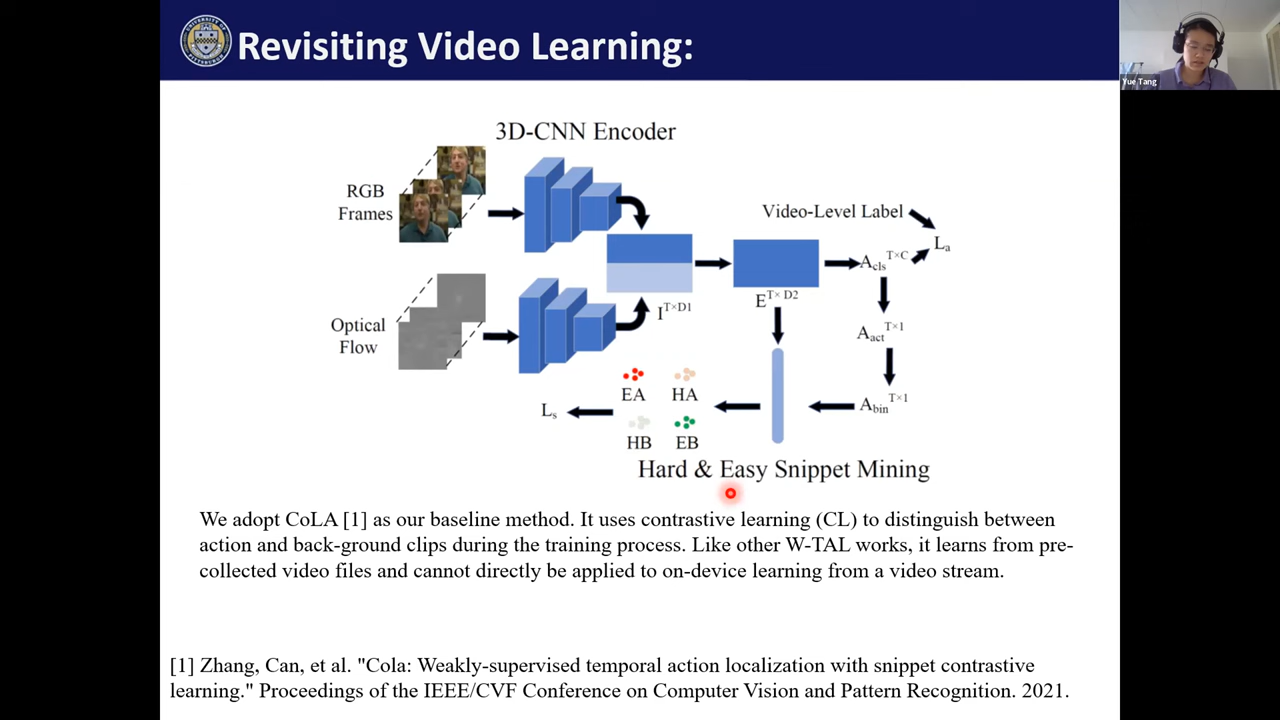 Revisiting Video Learning:
Yue Tang
3D-CNN Encoder
RGB
Frames
Optical
Flow
I^T×D1
E^T×D2
Video-Level Label
L_a
A_cls^T×C
A_act^T×1
A_bin^T×1
EA
HA
L_s
HB
EB
Hard & Easy Snippet Mining
We adopt CoLA [1] as our baseline method. It uses contrastive learning (CL) to distinguish between
action and back-ground clips during the training process. Like other W-TAL works, it learns from pre-
collected video files and cannot directly be applied to on-device learning from a video stream.
[1] Zhang, Can, et al. "Cola: Weakly-supervised temporal action localization with snippet contrastive
learning." Proceedings of the IEEE/CVF Conference on Computer Vision and Pattern Recognition. 2021.